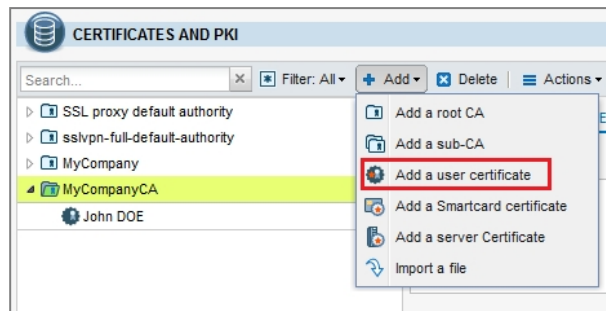 CERTIFICATES AND PKI
Search... Filter: All Add Delete Actions
SSL proxy default authority
sslvpn-full-default-authority
MyCompany
MyCompanyCA
John DOE
Add a root CA
Add a sub-CA
Add a user certificate
Add a Smartcard certificate
Add a server Certificate
Import a file